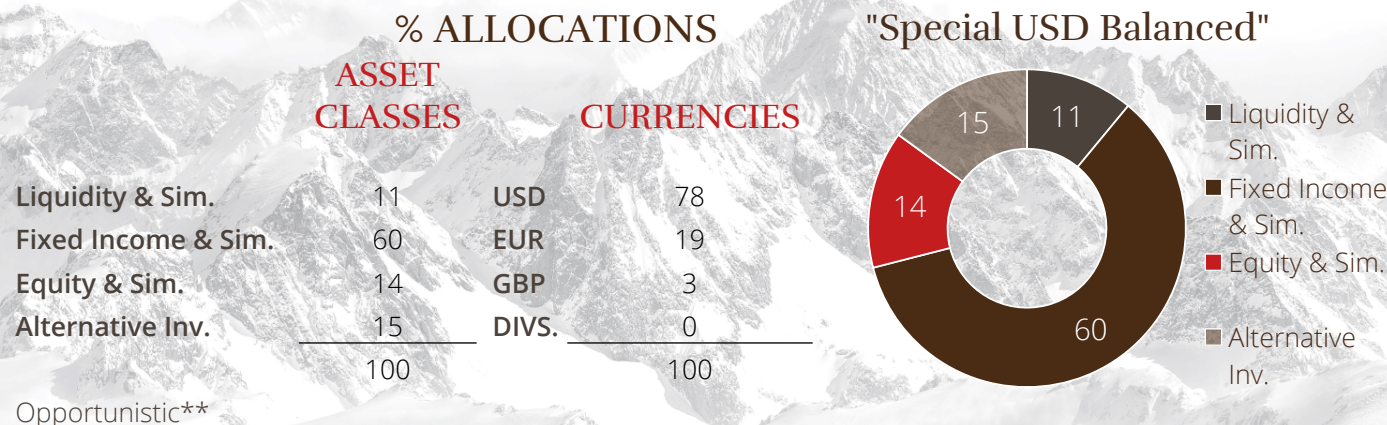 % ALLOCATIONS
"Special USD Balanced"
ASSET
CLASSES
CURRENCIES
Liquidity & Sim. 11 USD 78
Fixed Income & Sim. 60 EUR 19
Equity & Sim. 14 GBP 3
Alternative Inv. 15 DIVS. 0
100 100
Opportunistic**
15
11
14
60
Liquidity &
Sim.
Fixed Income
& Sim.
Equity & Sim.
Alternative
Inv.